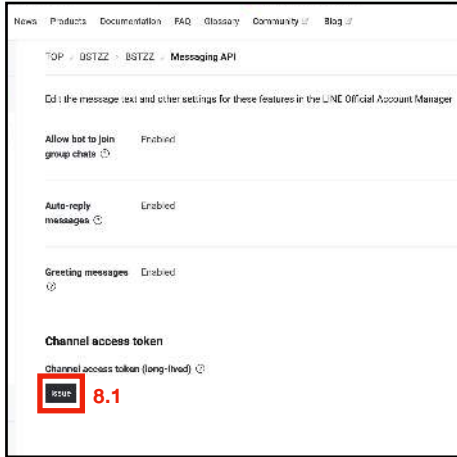 News Products Documentation FAQ Glossary Community Blog
TOP BSTZZ BSTZZ Messaging API
Edit the message text and other settings for these features in the LINE Official Account Manager
Allow bot to join Enabled
group chats
Auto-reply Enabled
messages
Greeting messages Enabled
Channel access token
Channel access token (long-lived)
Issue 8.1